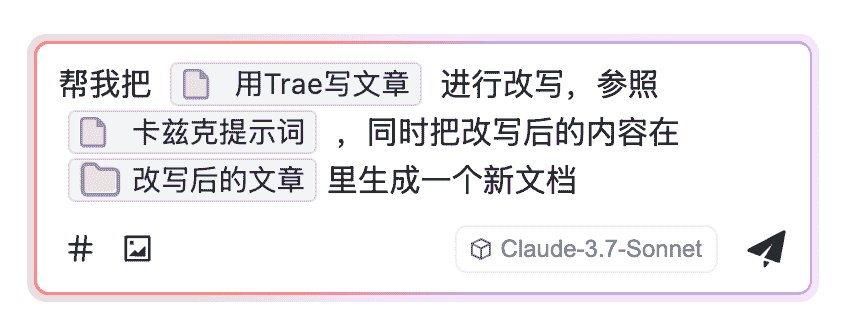 帮我把 用Trae写文章 进行改写，参照
卡兹克提示词 ，同时把改写后的内容在
改写后的文章 里生成一个新文档
# Claude-3.7-Sonnet